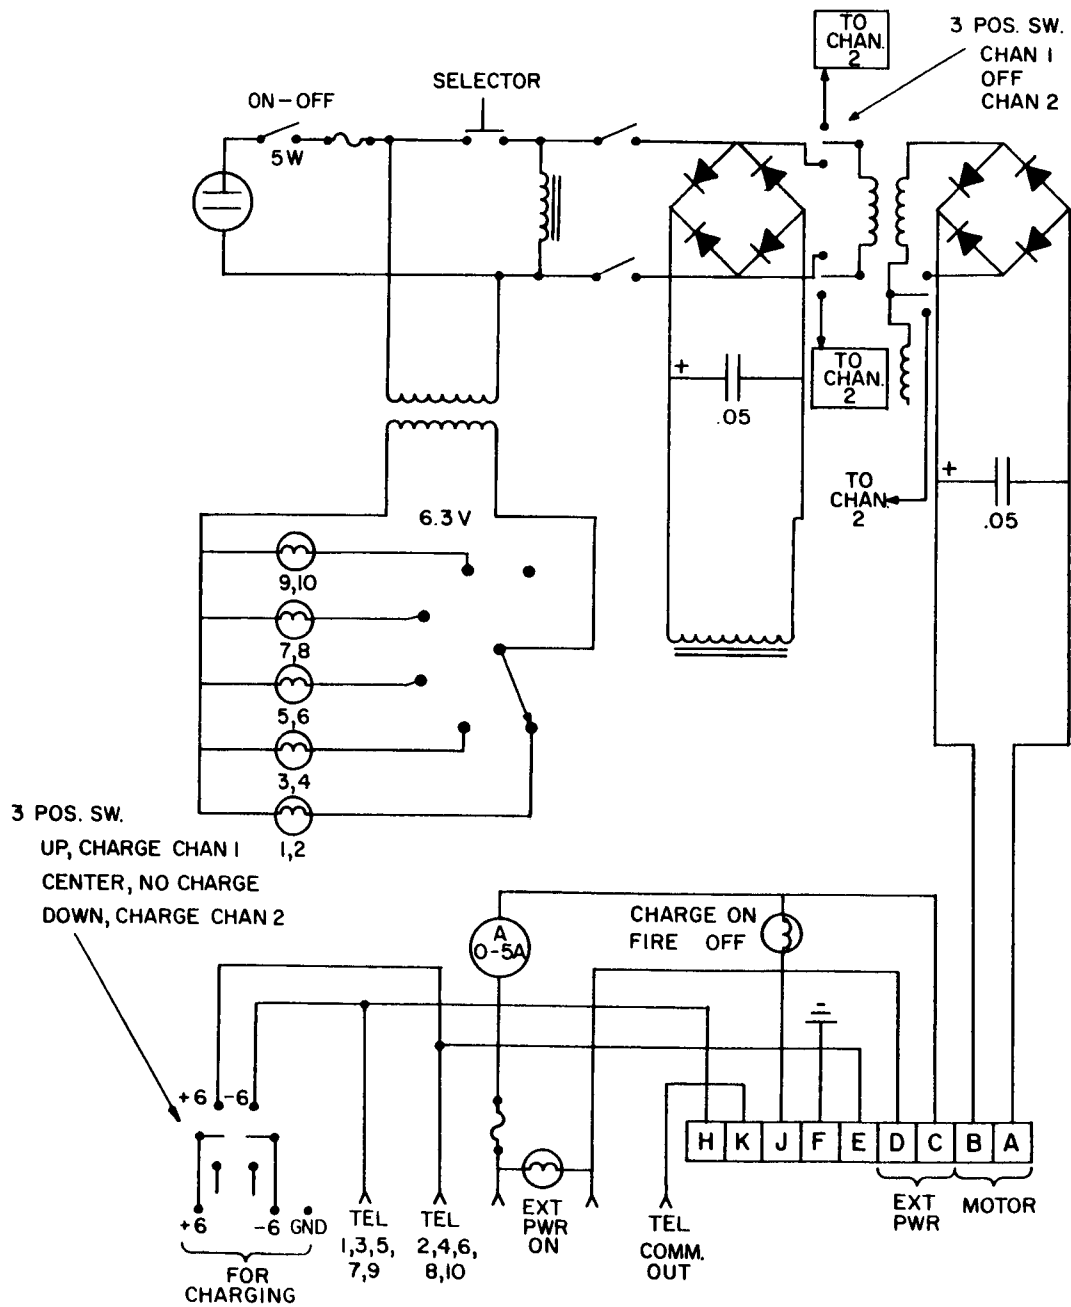 TO
CHAN.
2
3 POS. SW.
CHAN 1
OFF
CHAN 2
SELECTOR
ON-OFF
5W
+
.05
TO
CHAN.
2
+
.05
TO
CHAN
2
6.3 V
9,10
7,8
5,6
3,4
1,2
3 POS. SW.
UP, CHARGE CHAN 1
CENTER, NO CHARGE
DOWN, CHARGE CHAN 2
A
0-5A
CHARGE ON
FIRE OFF
+6 -6
H K J F E D C B A
+6 -6 GND
FOR
CHARGING
TEL
1,3,5,
7,9
TEL
2,4,6,
8,10
EXT
PWR
ON
TEL
COMM.
OUT
EXT
PWR
MOTOR